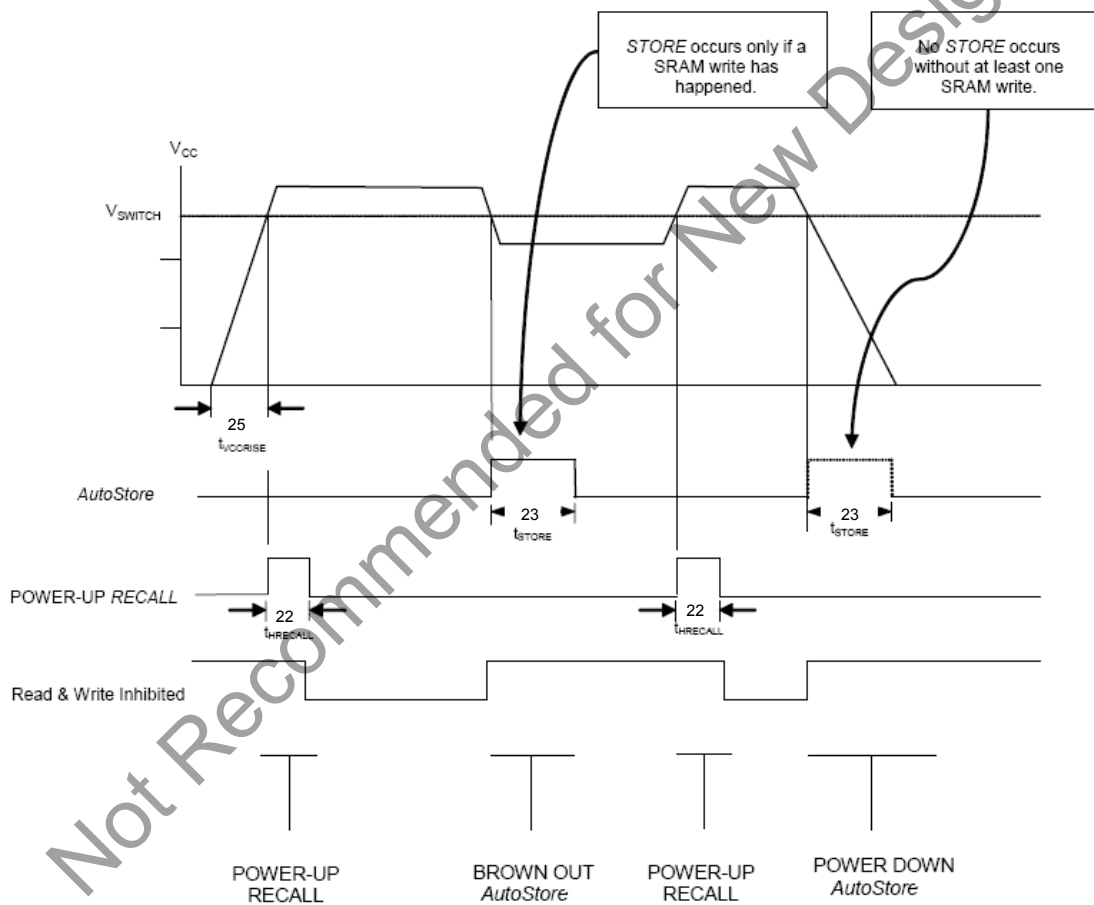 STORE occurs only if a
SRAM write has
happened.
No STORE occurs
without at least one
SRAM write.
Not Recommended for New Desig
VCC
VSWITCH
25
tVCCRISE
AutoStore
23
tSTORE
23
tSTORE
POWER-UP RECALL
22
tHRECALL
22
tHRECALL
Read & Write Inhibited
POWER-UP
RECALL
BROWN OUT
AutoStore
POWER-UP
RECALL
POWER DOWN
AutoStore